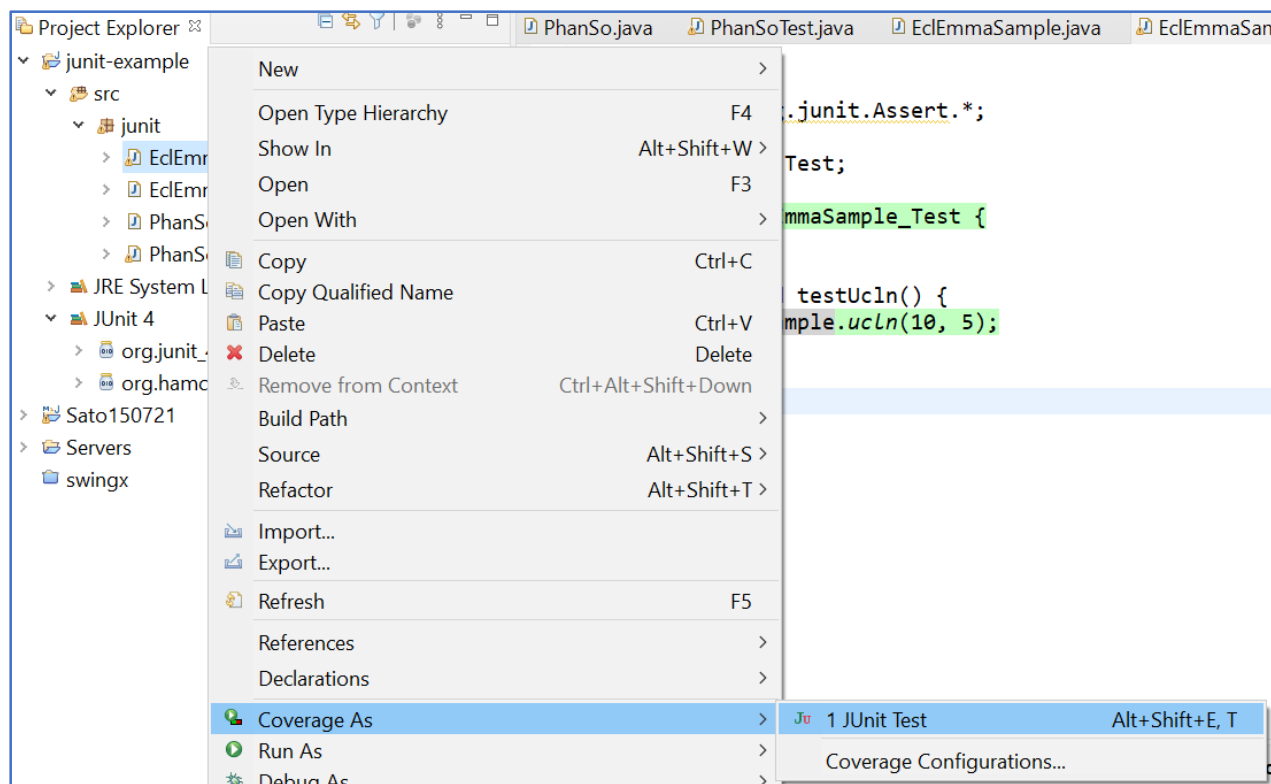 Project Explorer
PhanSo.java
PhanSoTest.java
EclEmmaSample.java
EclEmmaSan
junit-example
src
junit
EclEmr
EclEmr
PhanS
PhanS
JRE System L
JUnit 4
org.junit_
org.hamc
Sato150721
Servers
swingx
New
Open Type Hierarchy F4
Show In Alt+Shift+W
Open F3
Open With
Copy Ctrl+C
Copy Qualified Name
Paste Ctrl+V
Delete Delete
Remove from Context Ctrl+Alt+Shift+Down
Build Path
Source Alt+Shift+S
Refactor Alt+Shift+T
Import...
Export...
Refresh F5
References
Declarations
Coverage As
Run As
Debug As
1 JUnit Test Alt+Shift+E, T
Coverage Configurations...
.junit.Assert.*;
Test;
mmaSample_Test {
testUcln() {
mple.ucln(10, 5);